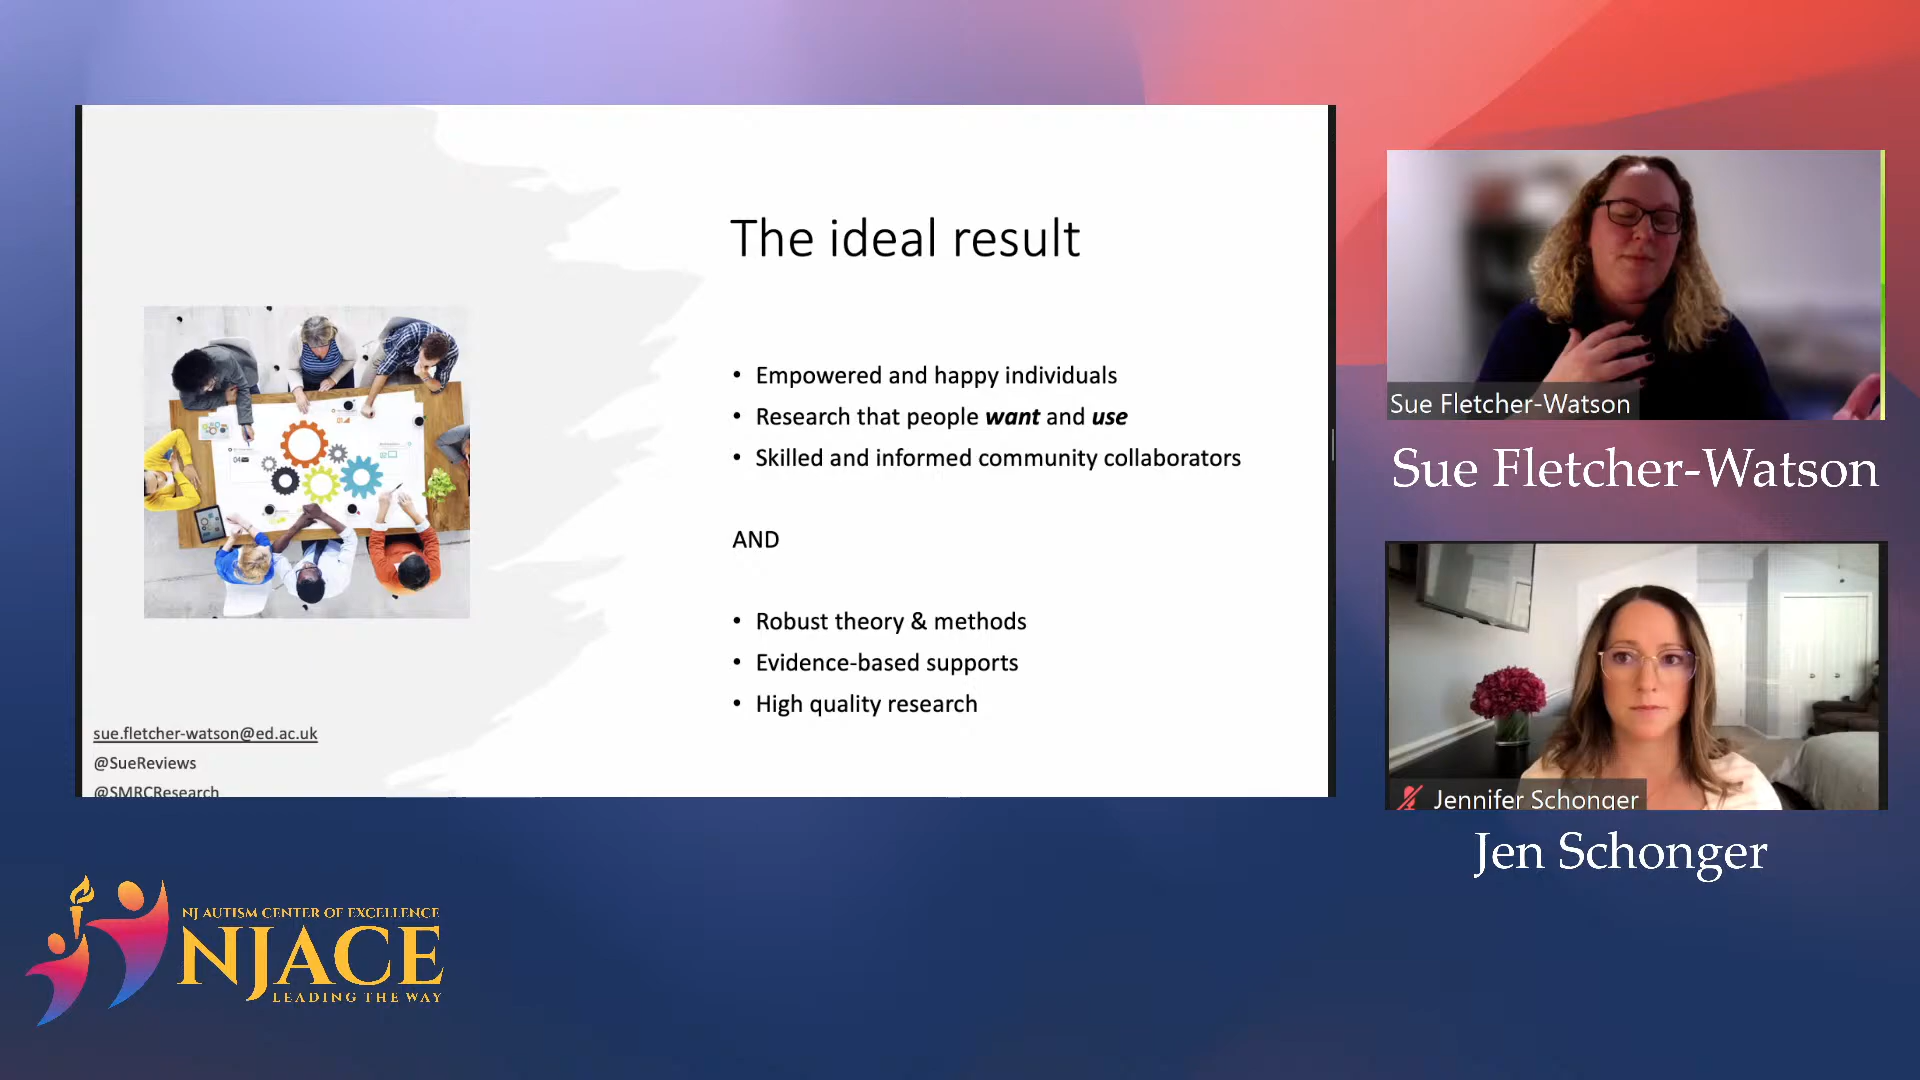 The ideal result
• Empowered and happy individuals
• Research that people want and use
• Skilled and informed community collaborators
AND
• Robust theory & methods
• Evidence-based supports
• High quality research
sue.fletcher-watson@ed.ac.uk
@SueReviews
@SMRCResearch
Sue Fletcher-Watson
Sue Fletcher-Watson
Jennifer Schonger
Jen Schonger
NJ AUTISM CENTER OF EXCELLENCE
NJACE
LEADING THE WAY